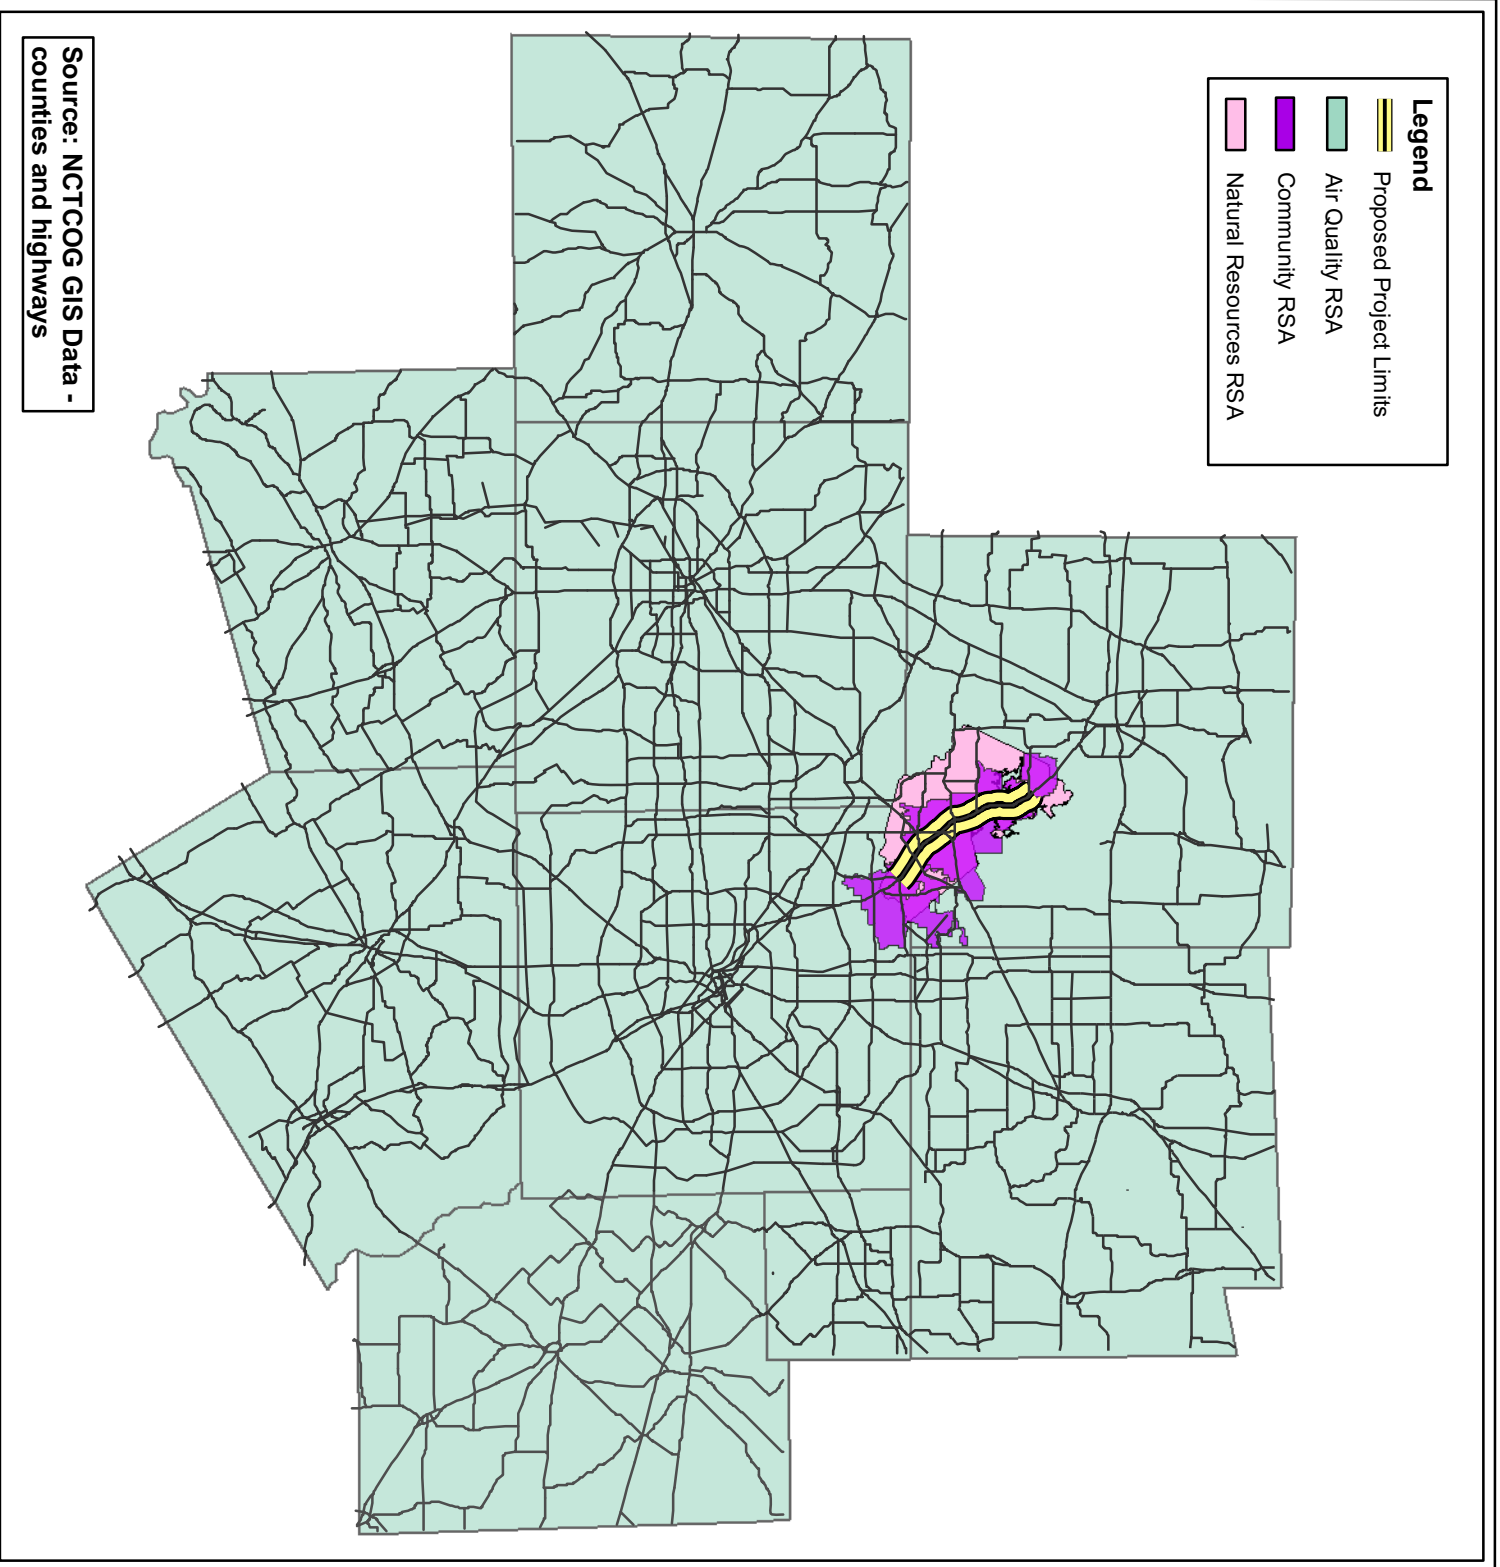 Legend
Proposed Project Limits
Air Quality RSA
Community RSA
Natural Resources RSA
Source: NCTCOG GIS Data -
counties and highways